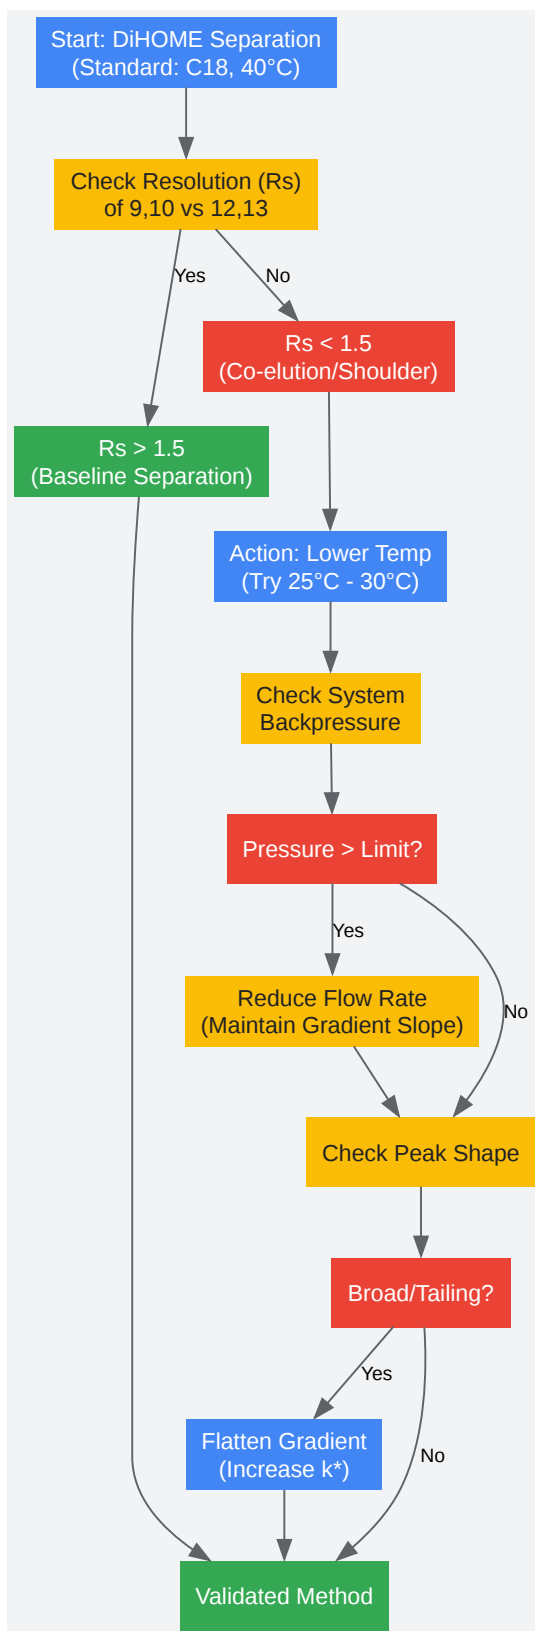 Start: DiHOME Separation
(Standard: C18, 40°C)
Check Resolution (Rs)
of 9,10 vs 12,13
Yes
No
Rs < 1.5
(Co-elution/Shoulder)
Rs > 1.5
(Baseline Separation)
Action: Lower Temp
(Try 25°C - 30°C)
Check System
Backpressure
Pressure > Limit?
Yes
Reduce Flow Rate
(Maintain Gradient Slope)
No
Check Peak Shape
Broad/Tailing?
Yes
Flatten Gradient
(Increase k*)
No
Validated Method